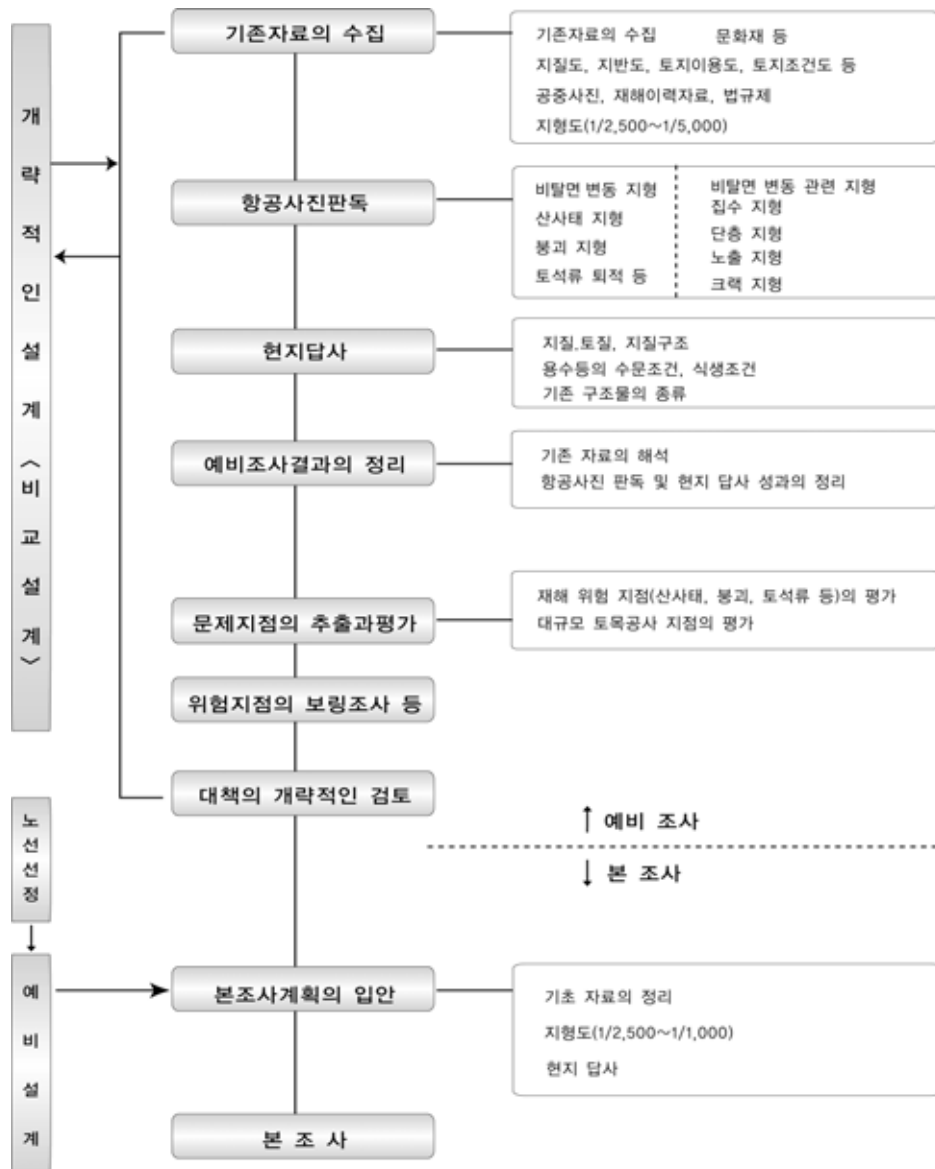 개략적인설계〈비교설계〉
기존자료의 수집
기존자료의 수집 문화재 등
지질도, 지반도, 토지이용도, 토지조건도 등
공중사진, 재해이력자료, 법규제
지형도(1/2,500~1/5,000)
항공사진판독
비탈면 변동 지형
산사태 지형
붕괴 지형
토석류 퇴적 등
비탈면 변동 관련 지형
집수 지형
단층 지형
노출 지형
크랙 지형
현지답사
지질.토질, 지질구조
용수등의 수문조건, 식생조건
기존 구조물의 종류
예비조사결과의 정리
기존 자료의 해석
항공사진 판독 및 현지 답사 성과의 정리
문제지점의 추출과평가
재해 위험 지점(산사태, 붕괴, 토석류 등)의 평가
대규모 토목공사 지점의 평가
위험지점의 보링조사 등
대책의 개략적인 검토
↑ 예비 조사
↓ 본 조사
노선선정
예비설계
본조사계획의 입안
기초 자료의 정리
지형도(1/2,500~1/1,000)
현지 답사
본 조 사